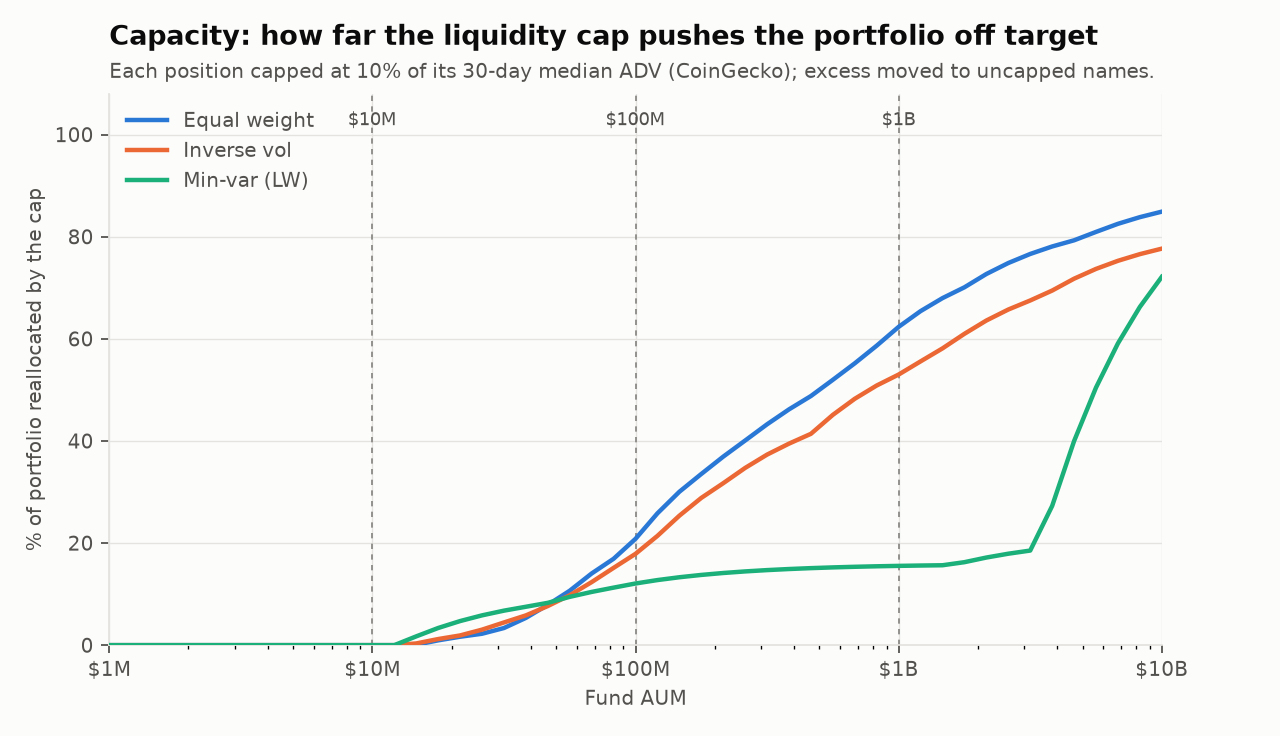 Capacity: how far the liquidity cap pushes the portfolio off target
Each position capped at 10% of its 30-day median ADV (CoinGecko); excess moved to uncapped names.
Equal weight
Inverse vol
Min-var (LW)
$10M
$100M
$1B
% of portfolio reallocated by the cap
100
80
60
40
20
0
$1M
$10M
$100M
$1B
$10B
Fund AUM